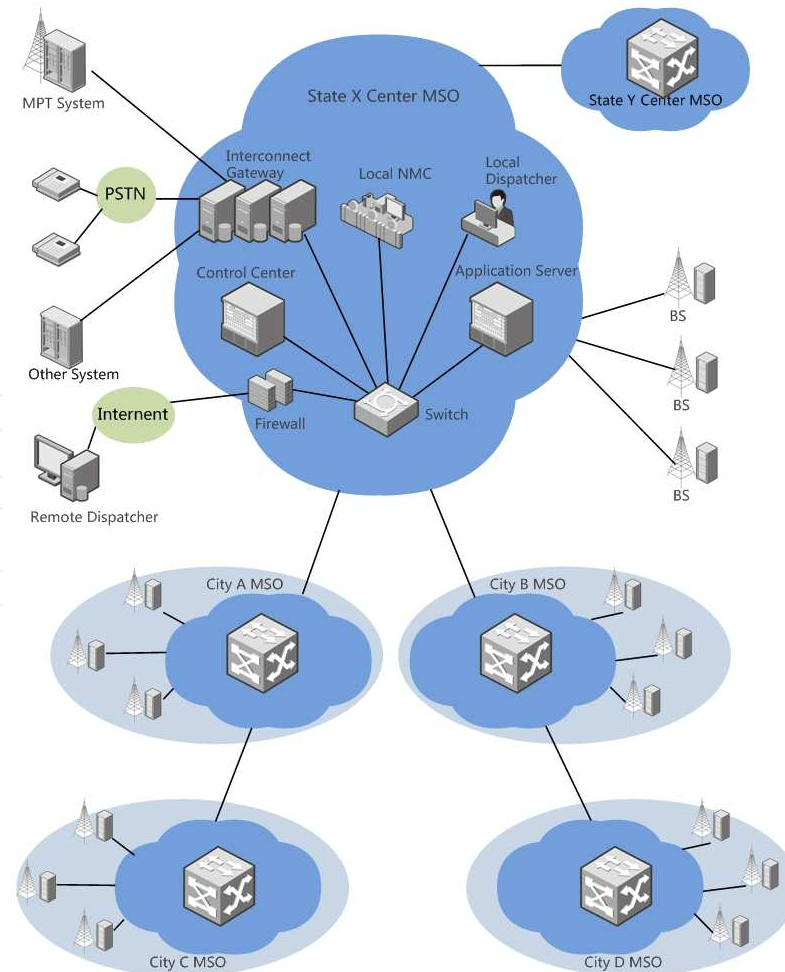 State X Center MSO
State Y Center MSO
MPT System
Interconnect
Gateway
Local NMC
Local
Dispatcher
PSTN
Control Center
Application Server
BS
Other System
BS
Internent
Firewall
Switch
BS
Remote Dispatcher
City A MSO
City B MSO
City C MSO
City D MSO